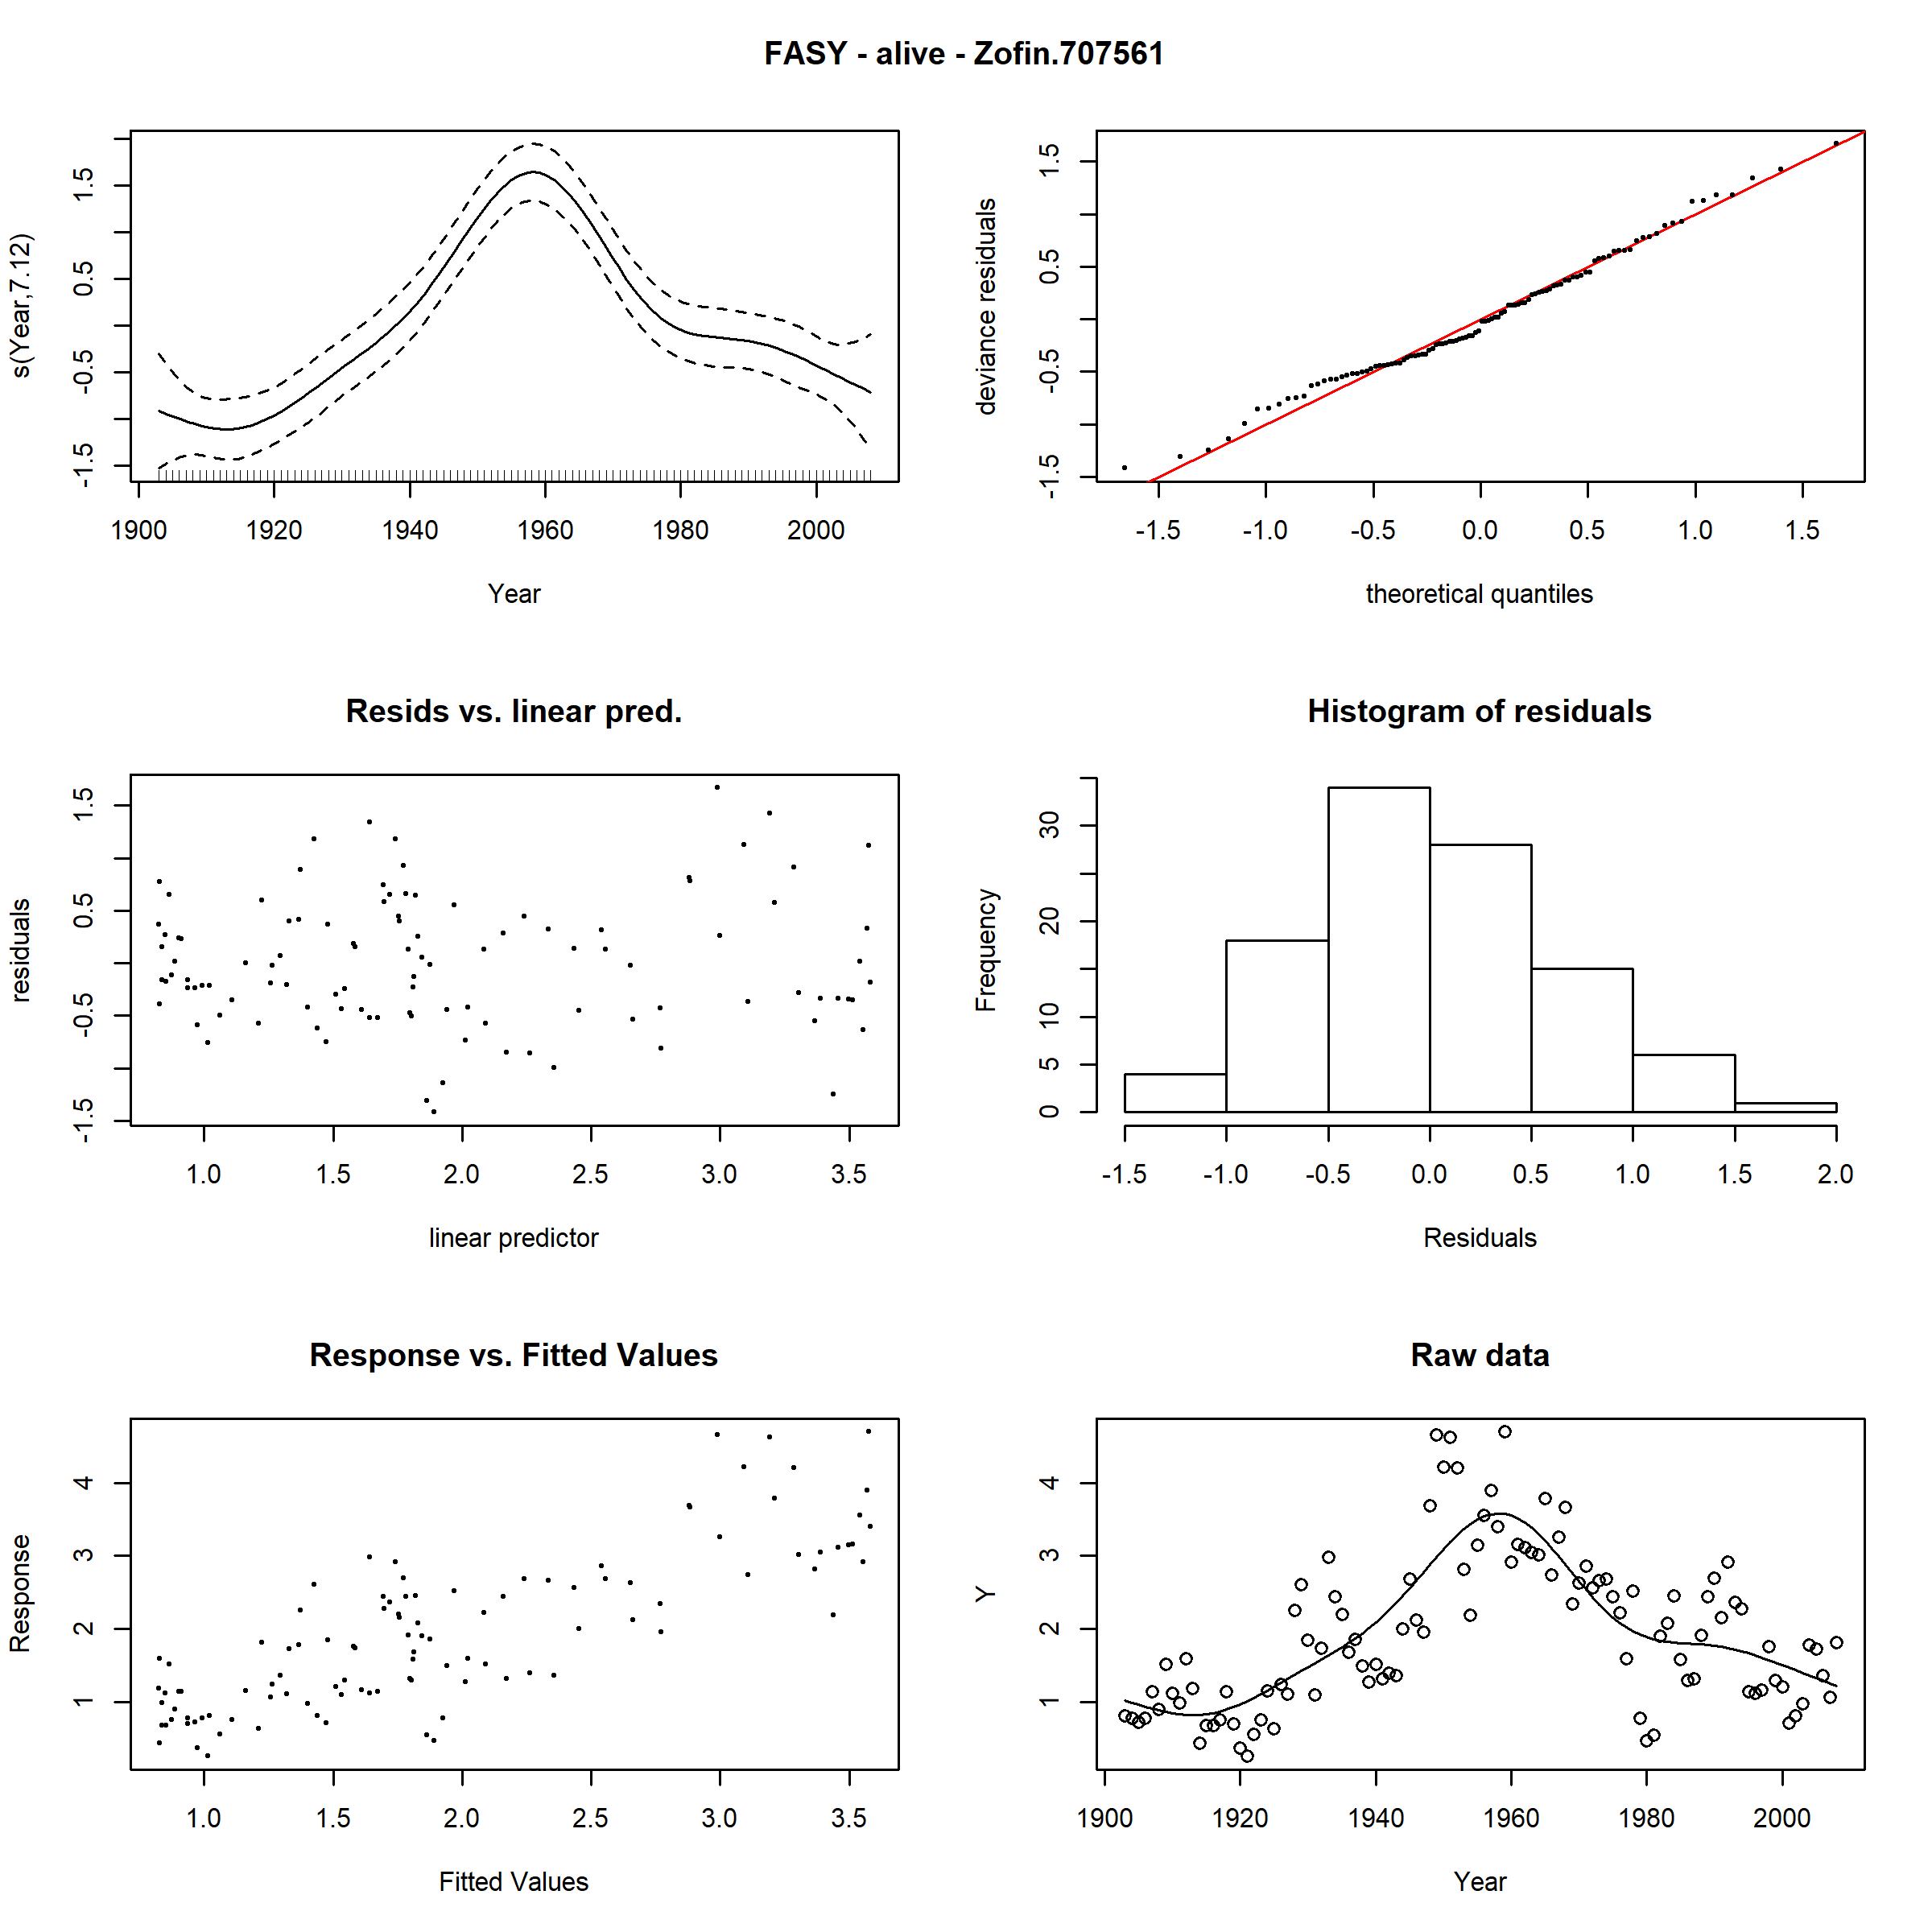 FASY - alive - Zofin.707561
s(Year,7.12)
-1.5 -0.5 0.5 1.5
1900 1920 1940 1960 1980 2000
Year
deviance residuals
-1.5 -0.5 0.5 1.5
-1.5 -1.0 -0.5 0.0 0.5 1.0 1.5
theoretical quantiles
Resids vs. linear pred.
residuals
-1.5 -0.5 0.5 1.5
1.0 1.5 2.0 2.5 3.0 3.5
linear predictor
Histogram of residuals
Frequency
0 5 10 20 30
-1.5 -1.0 -0.5 0.0 0.5 1.0 1.5 2.0
Residuals
Response vs. Fitted Values
Response
1 2 3 4
1.0 1.5 2.0 2.5 3.0 3.5
Fitted Values
Raw data
Y
1 2 3 4
1900 1920 1940 1960 1980 2000
Year